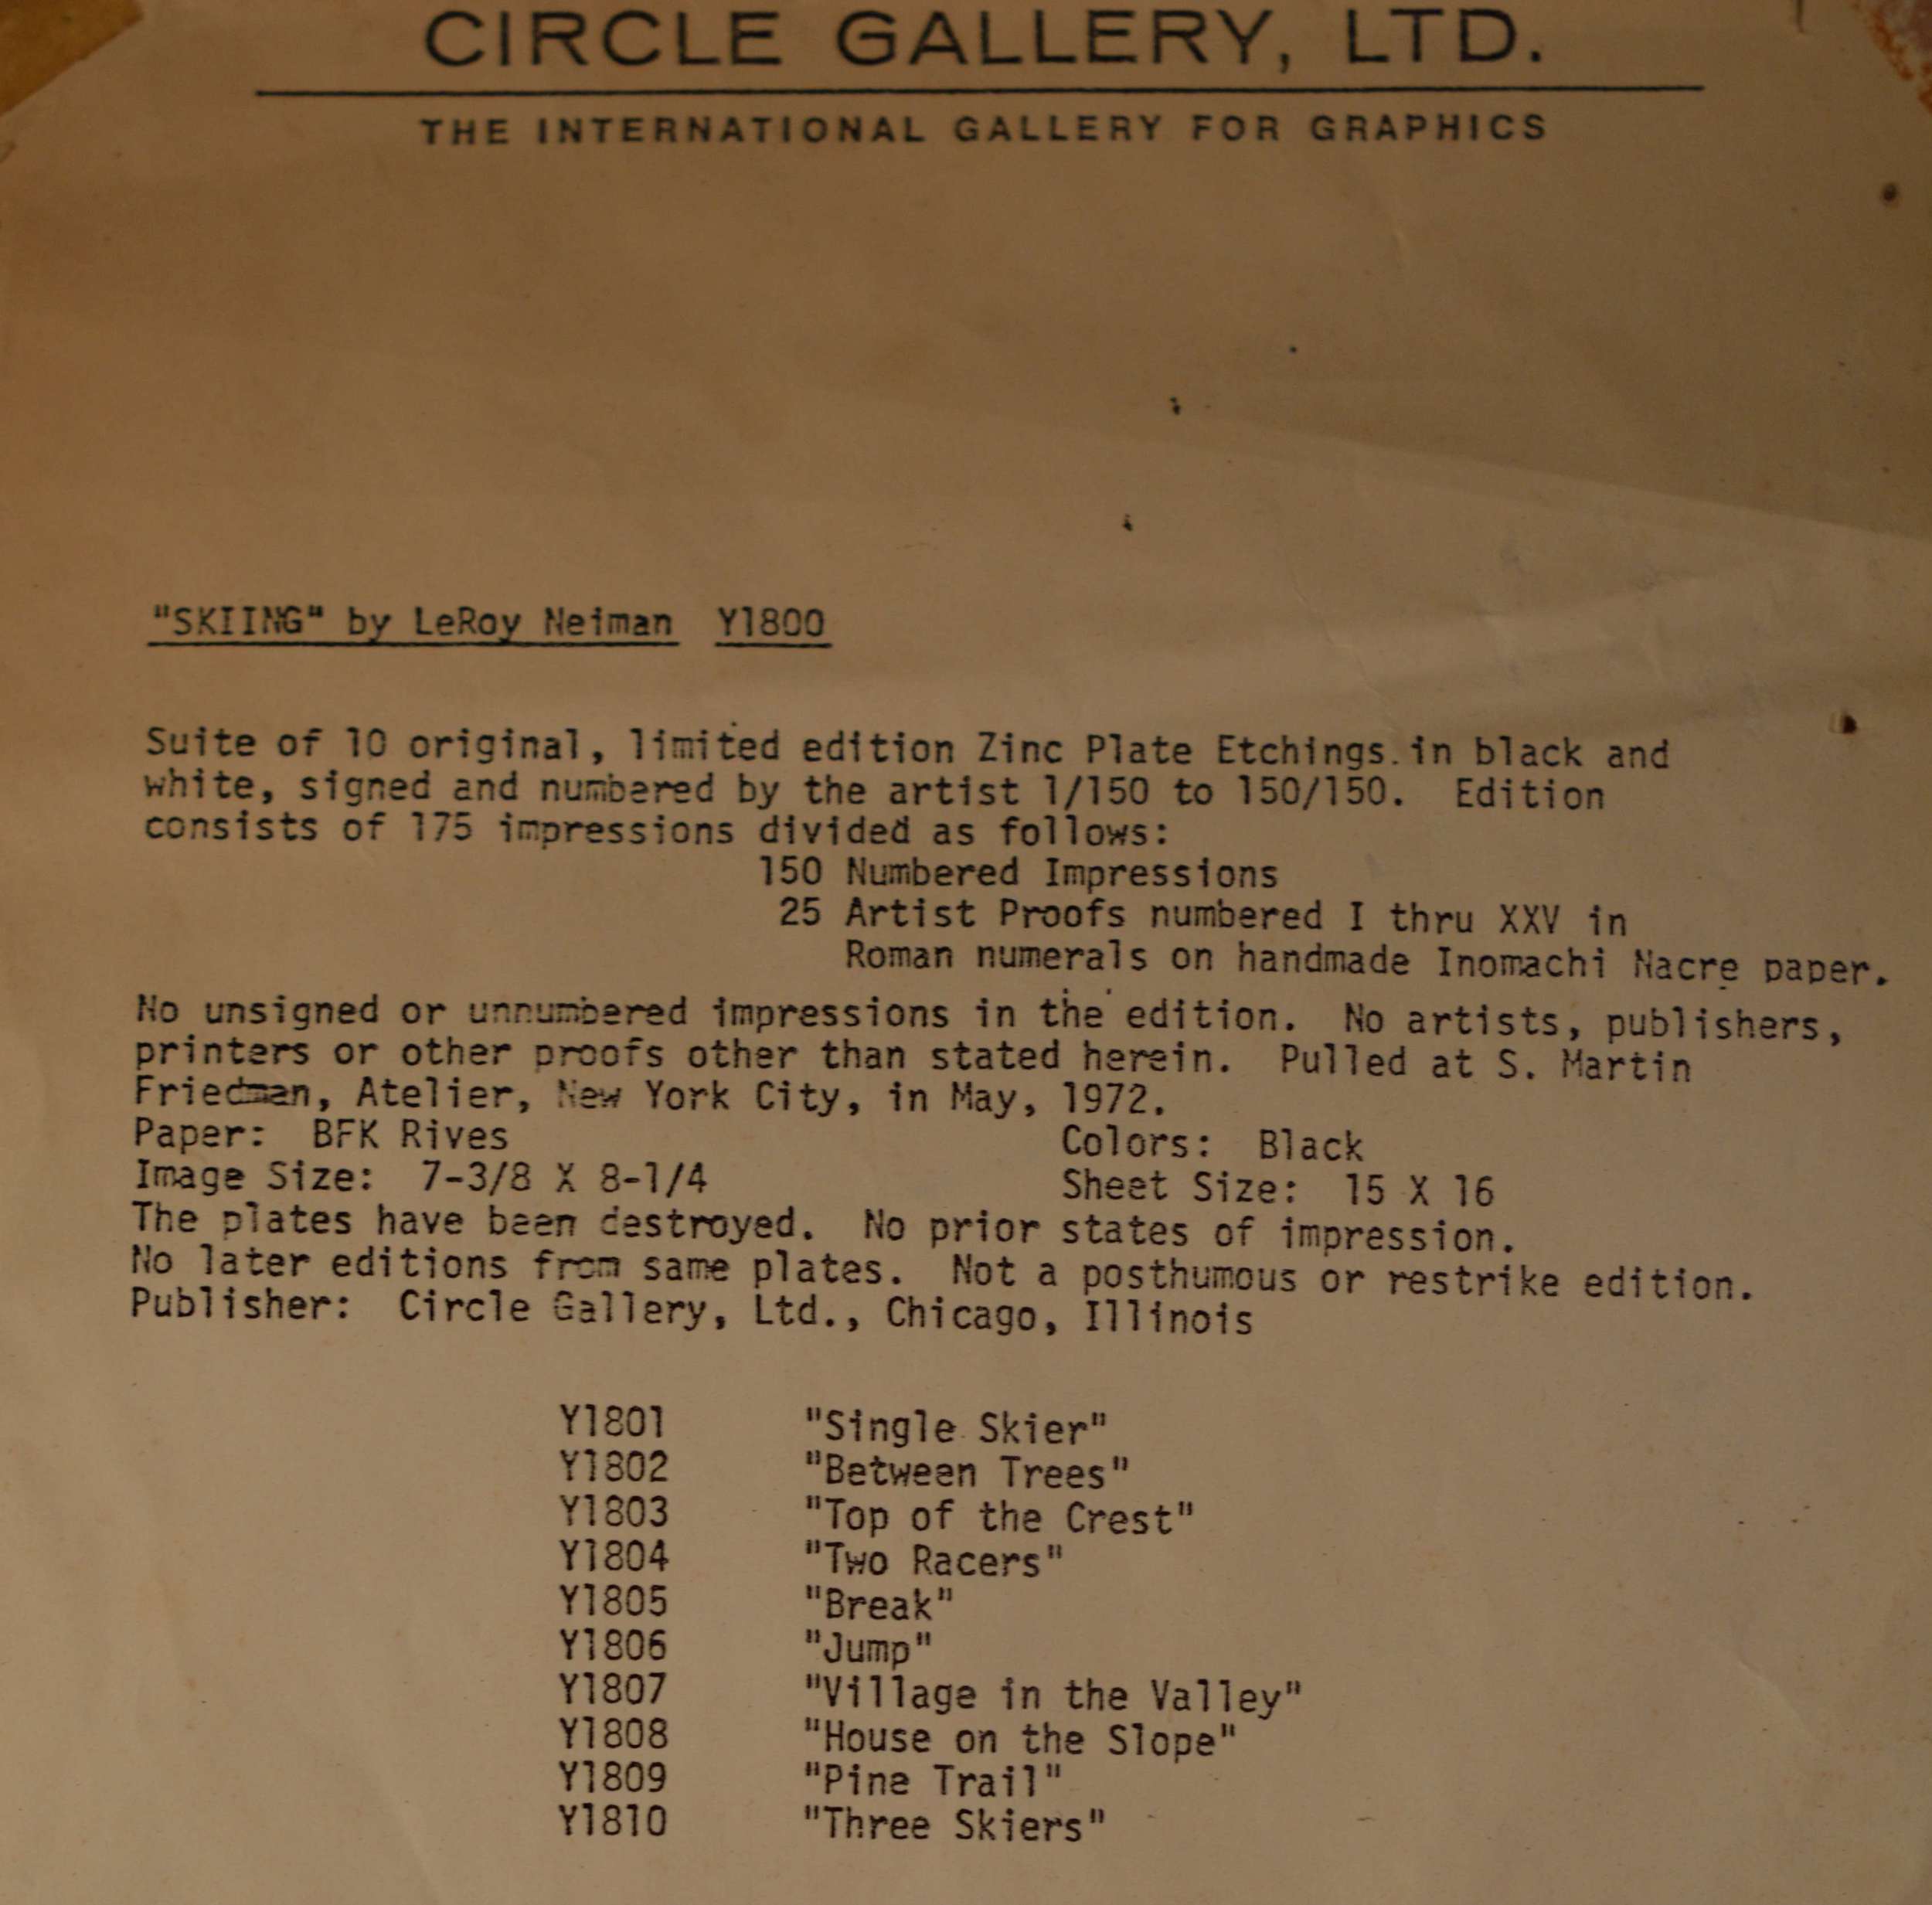 CIRCLE GALLERY, LTD.
THE INTERNATIONAL GALLERY FOR GRAPHICS
"SKIING" by LeRoy Neiman Y1800
Suite of 10 original, limited edition Zinc Plate Etchings in black and
white, signed and numbered by the artist 1/150 to 150/150. Edition
consists of 175 impressions divided as follows:
150 Numbered Impressions
25 Artist Proofs numbered I thru XXV in
Roman numerals on handmade Inomachi Nacre paper.
No unsigned or unnumbered impressions in the edition. No artists, publishers,
printers or other proofs other than stated herein. Pulled at S. Martin
Friedman, Atelier, New York City, in May, 1972.
Paper: BFK Rives Colors: Black
Image Size: 7-3/8 X 8-1/4 Sheet Size: 15 X 16
The plates have been destroyed. No prior states of impression.
No later editions from same plates. Not a posthumous or restrike edition.
Publisher: Circle Gallery, Ltd., Chicago, Illinois
Y1801 "Single Skier"
Y1802 "Between Trees"
Y1803 "Top of the Crest"
Y1804 "Two Racers"
Y1805 "Break"
Y1806 "Jump"
Y1807 "Village in the Valley"
Y1808 "House on the Slope"
Y1809 "Pine Trail"
Y1810 "Three Skiers"